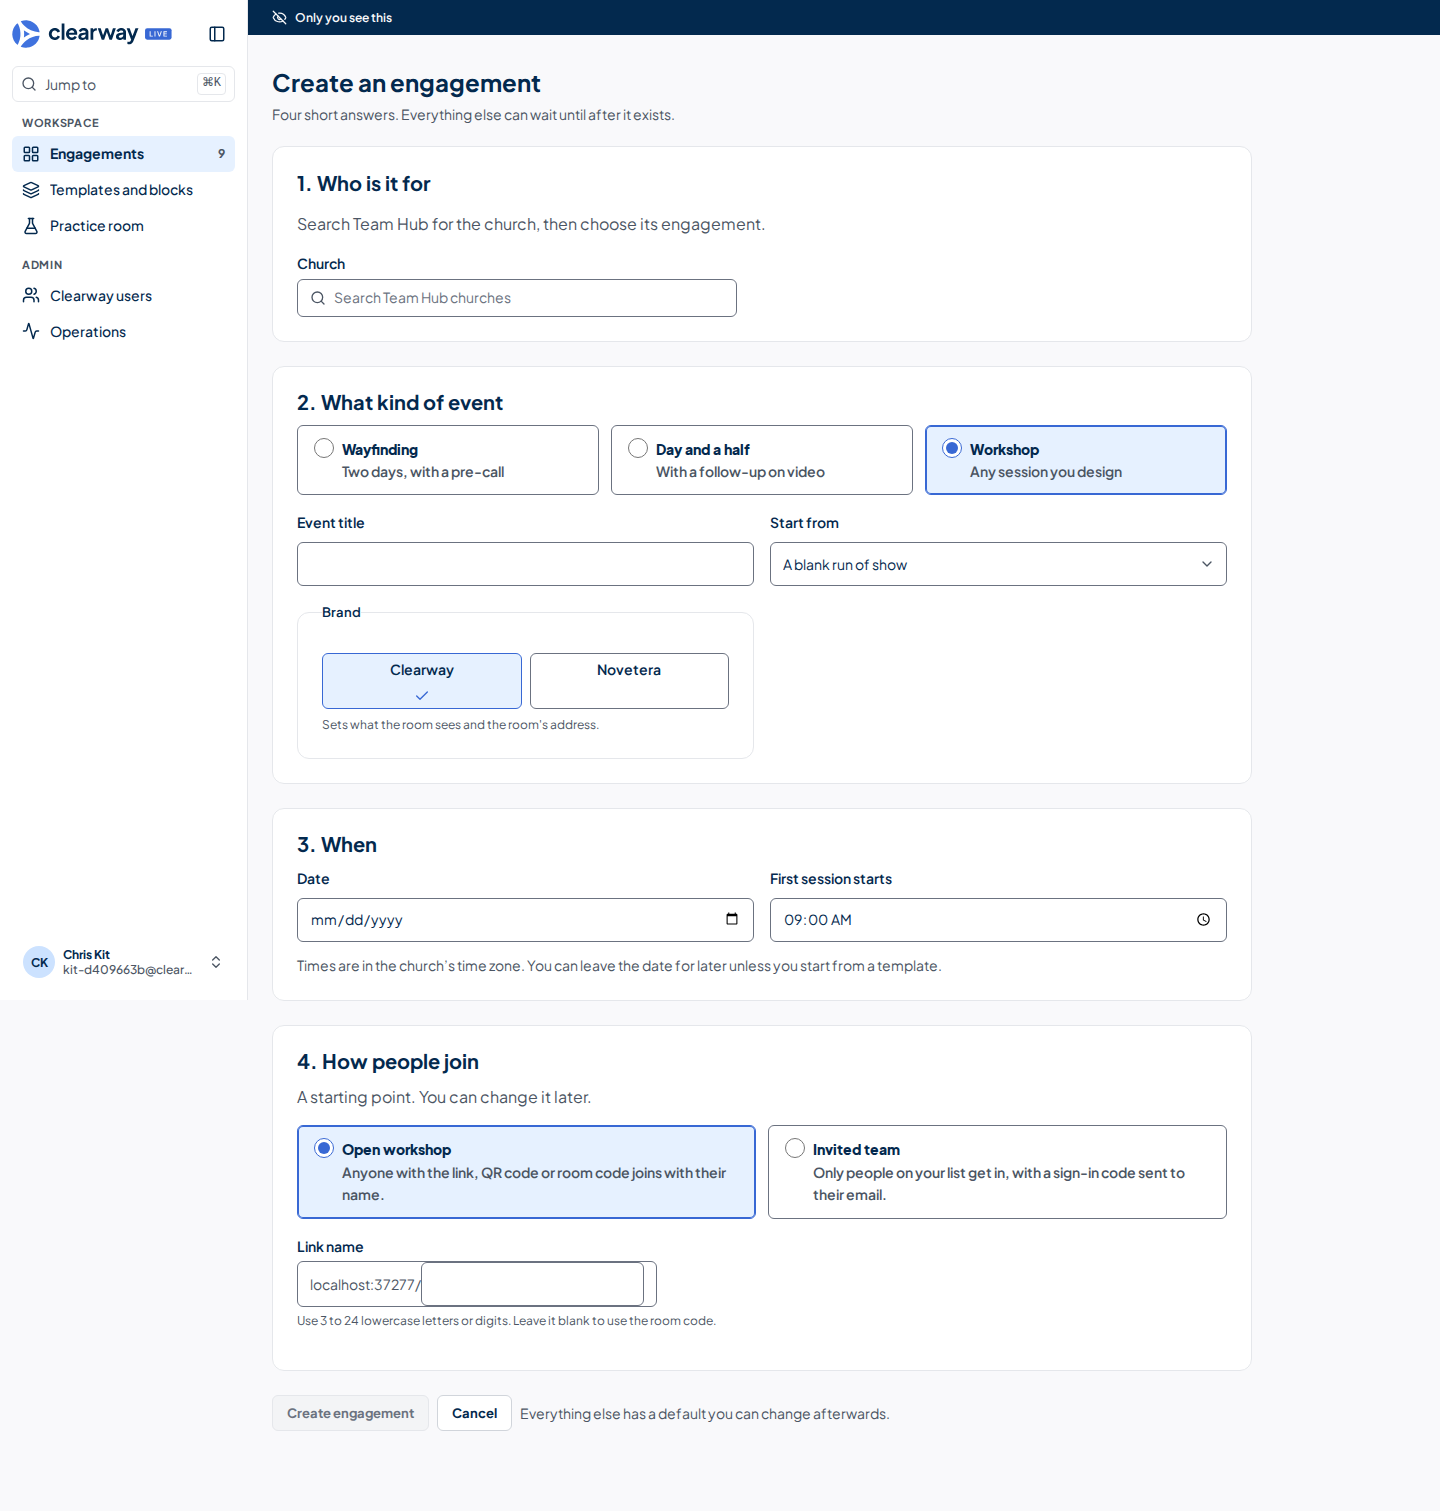 clearway LIVE
Jump to ⌘K
WORKSPACE
Engagements 9
Templates and blocks
Practice room
ADMIN
Clearway users
Operations
CK
Chris Kit
kit-d409663b@clear...
Only you see this
Create an engagement
Four short answers. Everything else can wait until after it exists.
1. Who is it for
Search Team Hub for the church, then choose its engagement.
Church
Search Team Hub churches
2. What kind of event
Wayfinding
Two days, with a pre-call
Day and a half
With a follow-up on video
Workshop
Any session you design
Event title
Start from
A blank run of show
Brand
Clearway
Novetera
Sets what the room sees and the room's address.
3. When
Date
First session starts
mm/dd/yyyy
09:00 AM
Times are in the church's time zone. You can leave the date for later unless you start from a template.
4. How people join
A starting point. You can change it later.
Open workshop
Anyone with the link, QR code or room code joins with their
name.
Invited team
Only people on your list get in, with a sign-in code sent to
their email.
Link name
localhost:37277/
Use 3 to 24 lowercase letters or digits. Leave it blank to use the room code.
Create engagement
Cancel
Everything else has a default you can change afterwards.